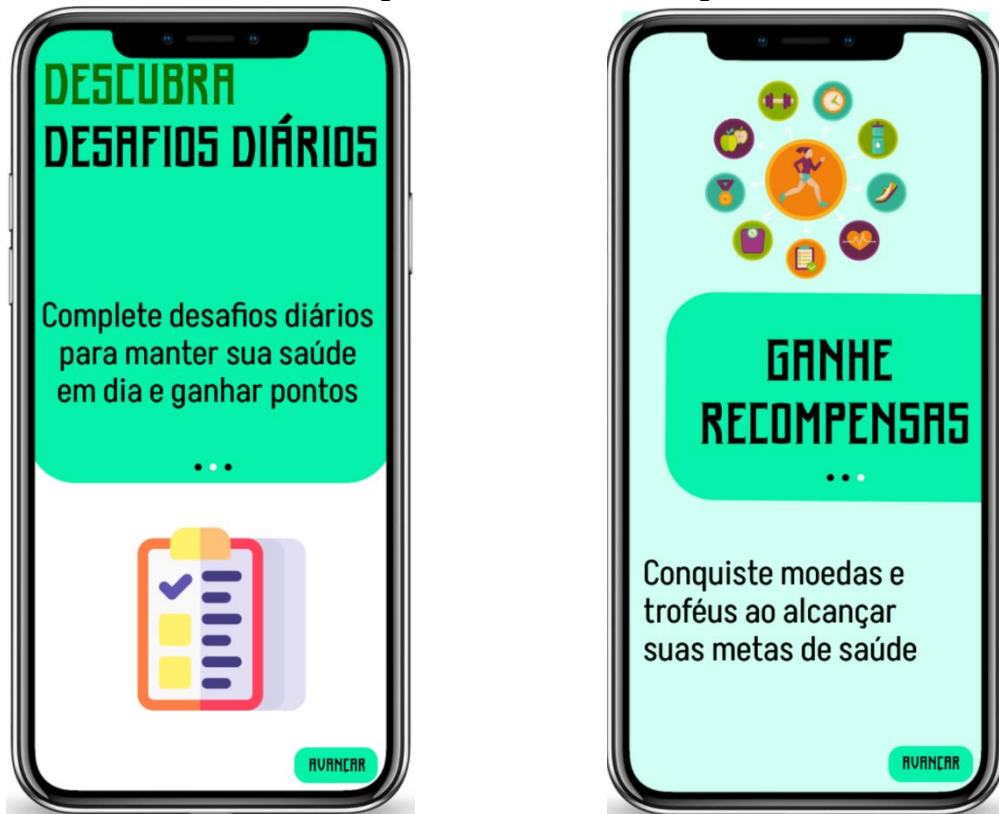 DESCUBRA
DESAFIOS DIÁRIOS
Complete desafios diários
para manter sua saúde
em dia e ganhar pontos
AVANÇAR
GANHE
RECOMPENSAS
Conquiste moedas e
troféus ao alcançar
suas metas de saúde
AVANÇAR